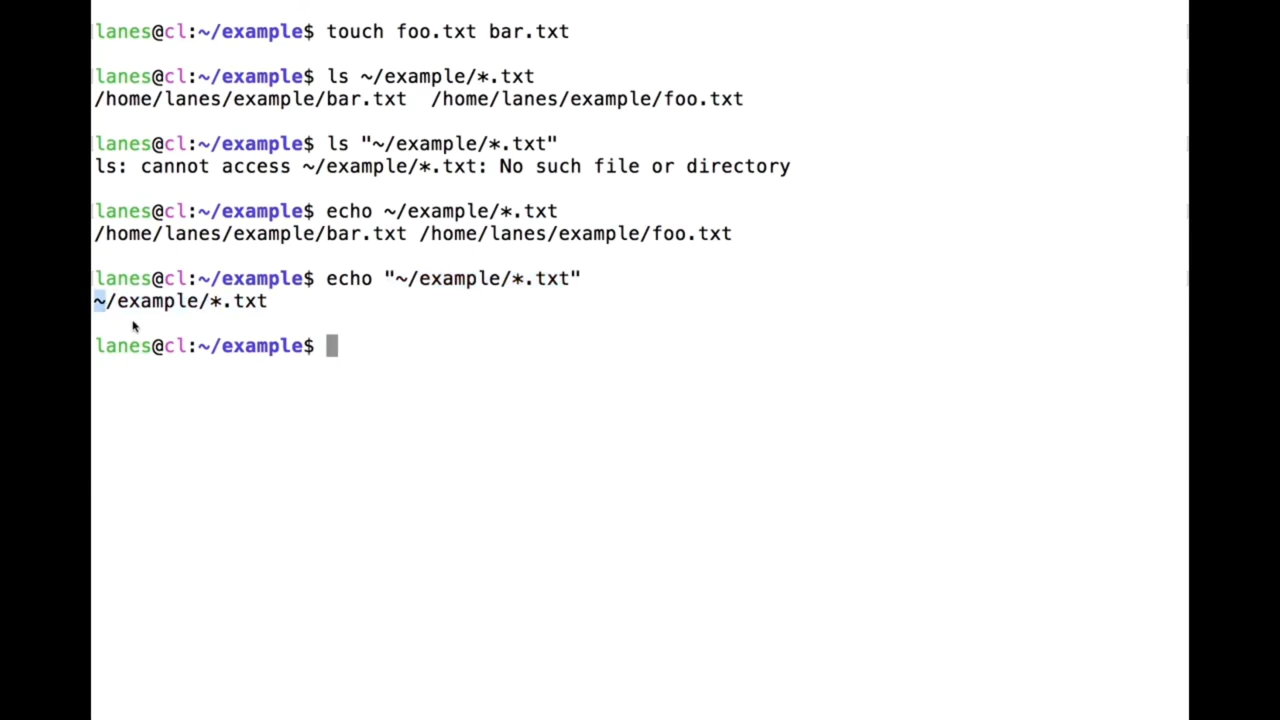 lanes@cl:~/example$ touch foo.txt bar.txt
lanes@cl:~/example$ ls ~/example/*.txt
/home/lanes/example/bar.txt  /home/lanes/example/foo.txt
lanes@cl:~/example$ ls "~/example/*.txt"
ls: cannot access ~/example/*.txt: No such file or directory
lanes@cl:~/example$ echo ~/example/*.txt
/home/lanes/example/bar.txt /home/lanes/example/foo.txt
lanes@cl:~/example$ echo "~/example/*.txt"
~/example/*.txt
lanes@cl:~/example$